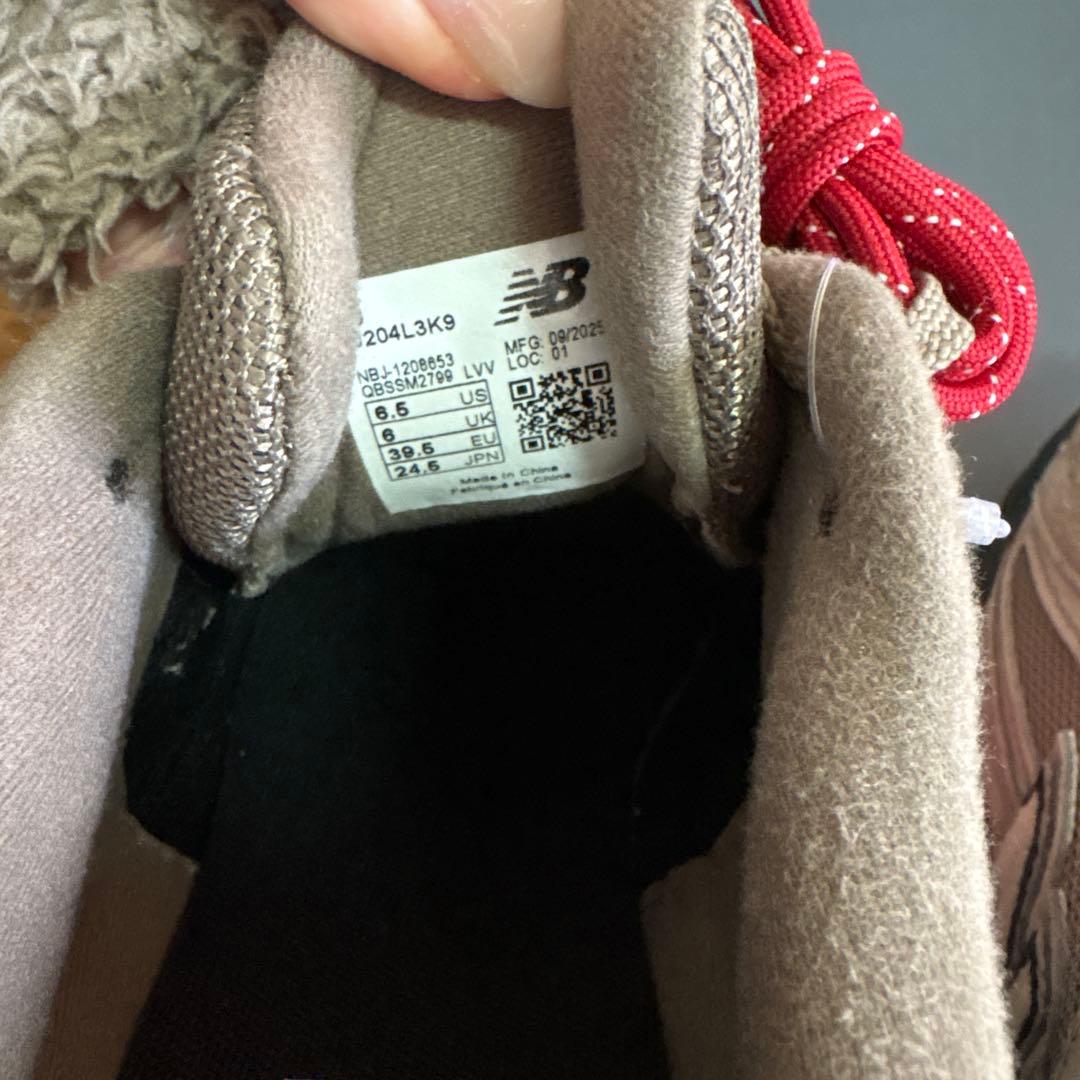 NB
204L3K9
MFG: 09/2025
LOC: 01
NBJ-1208653
QBSSM2799 LVV
6.5 US
6 UK
39.5 EU
24.5 JPN
Made in China
Fabriqué en Chine